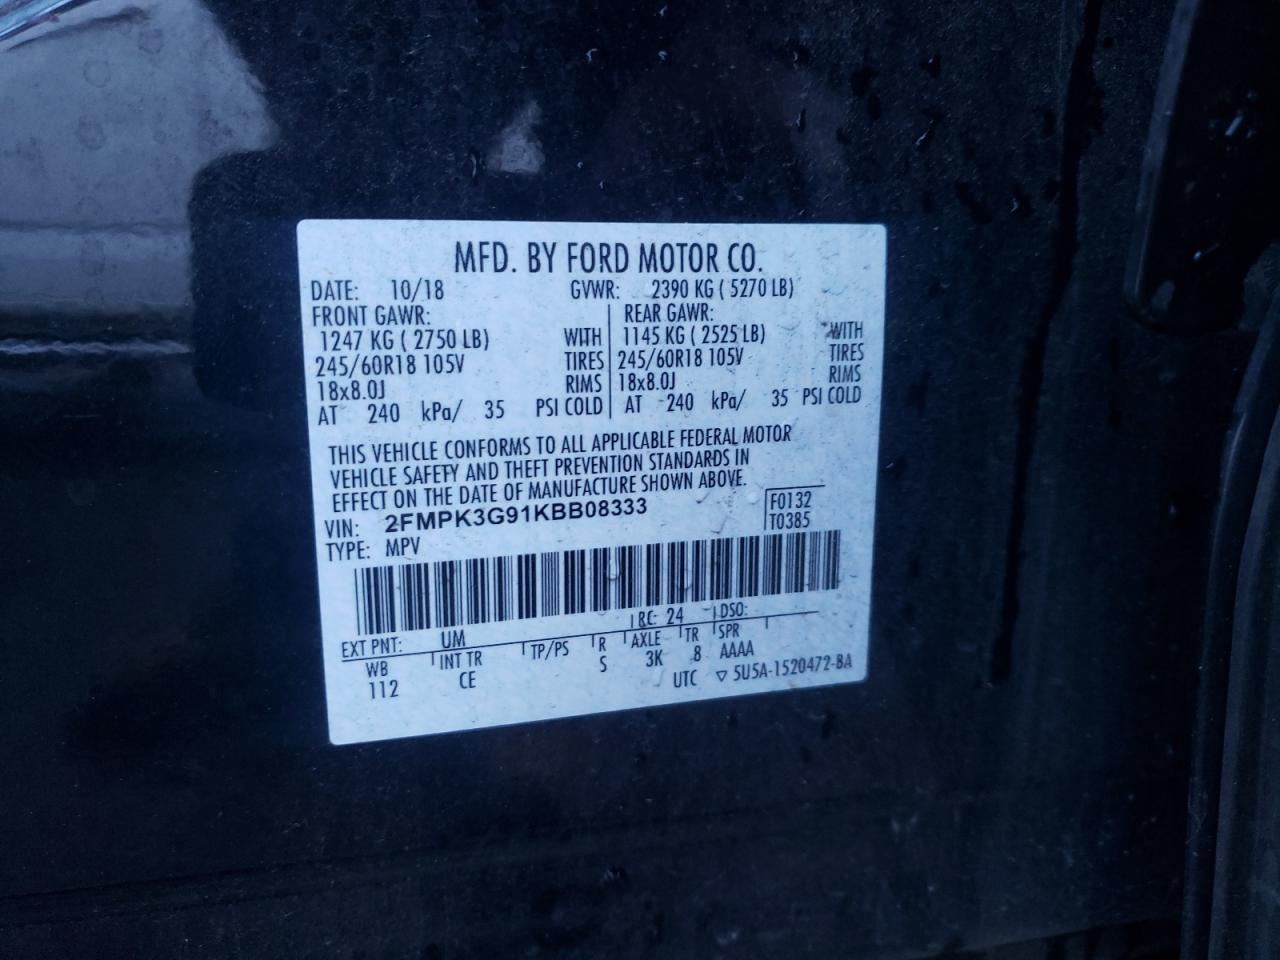 MFD. BY FORD MOTOR CO.
DATE: 10/18 GVWR: 2390 KG ( 5270 LB)
FRONT GAWR: REAR GAWR:
1247 KG ( 2750 LB) WITH 1145 KG ( 2525 LB) WITH
245/60R18 105V TIRES 245/60R18 105V TIRES
18x8.0J RIMS 18x8.0J RIMS
AT 240 kPa/ 35 PSI COLD AT 240 kPa/ 35 PSI COLD
THIS VEHICLE CONFORMS TO ALL APPLICABLE FEDERAL MOTOR
VEHICLE SAFETY AND THEFT PREVENTION STANDARDS IN
EFFECT ON THE DATE OF MANUFACTURE SHOWN ABOVE.
VIN: 2FMPK3G91KBB08333 F0132
TYPE: MPV T0385
EXT PNT: UM RC: 24 DSO:
WB INT TR TP/PS R AXLE TR SPR
112 CE S 3K 8 AAAA
UTC ▽ 5U5A-1520472-BA